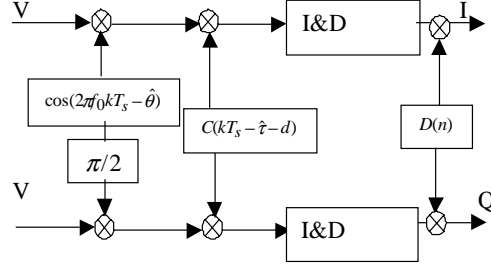 V
I&D
I
cos(2πf₀kTₛ − θ̂)
C(kTₛ − τ̂ − d)
D(n)
π/2
V
I&D
Q